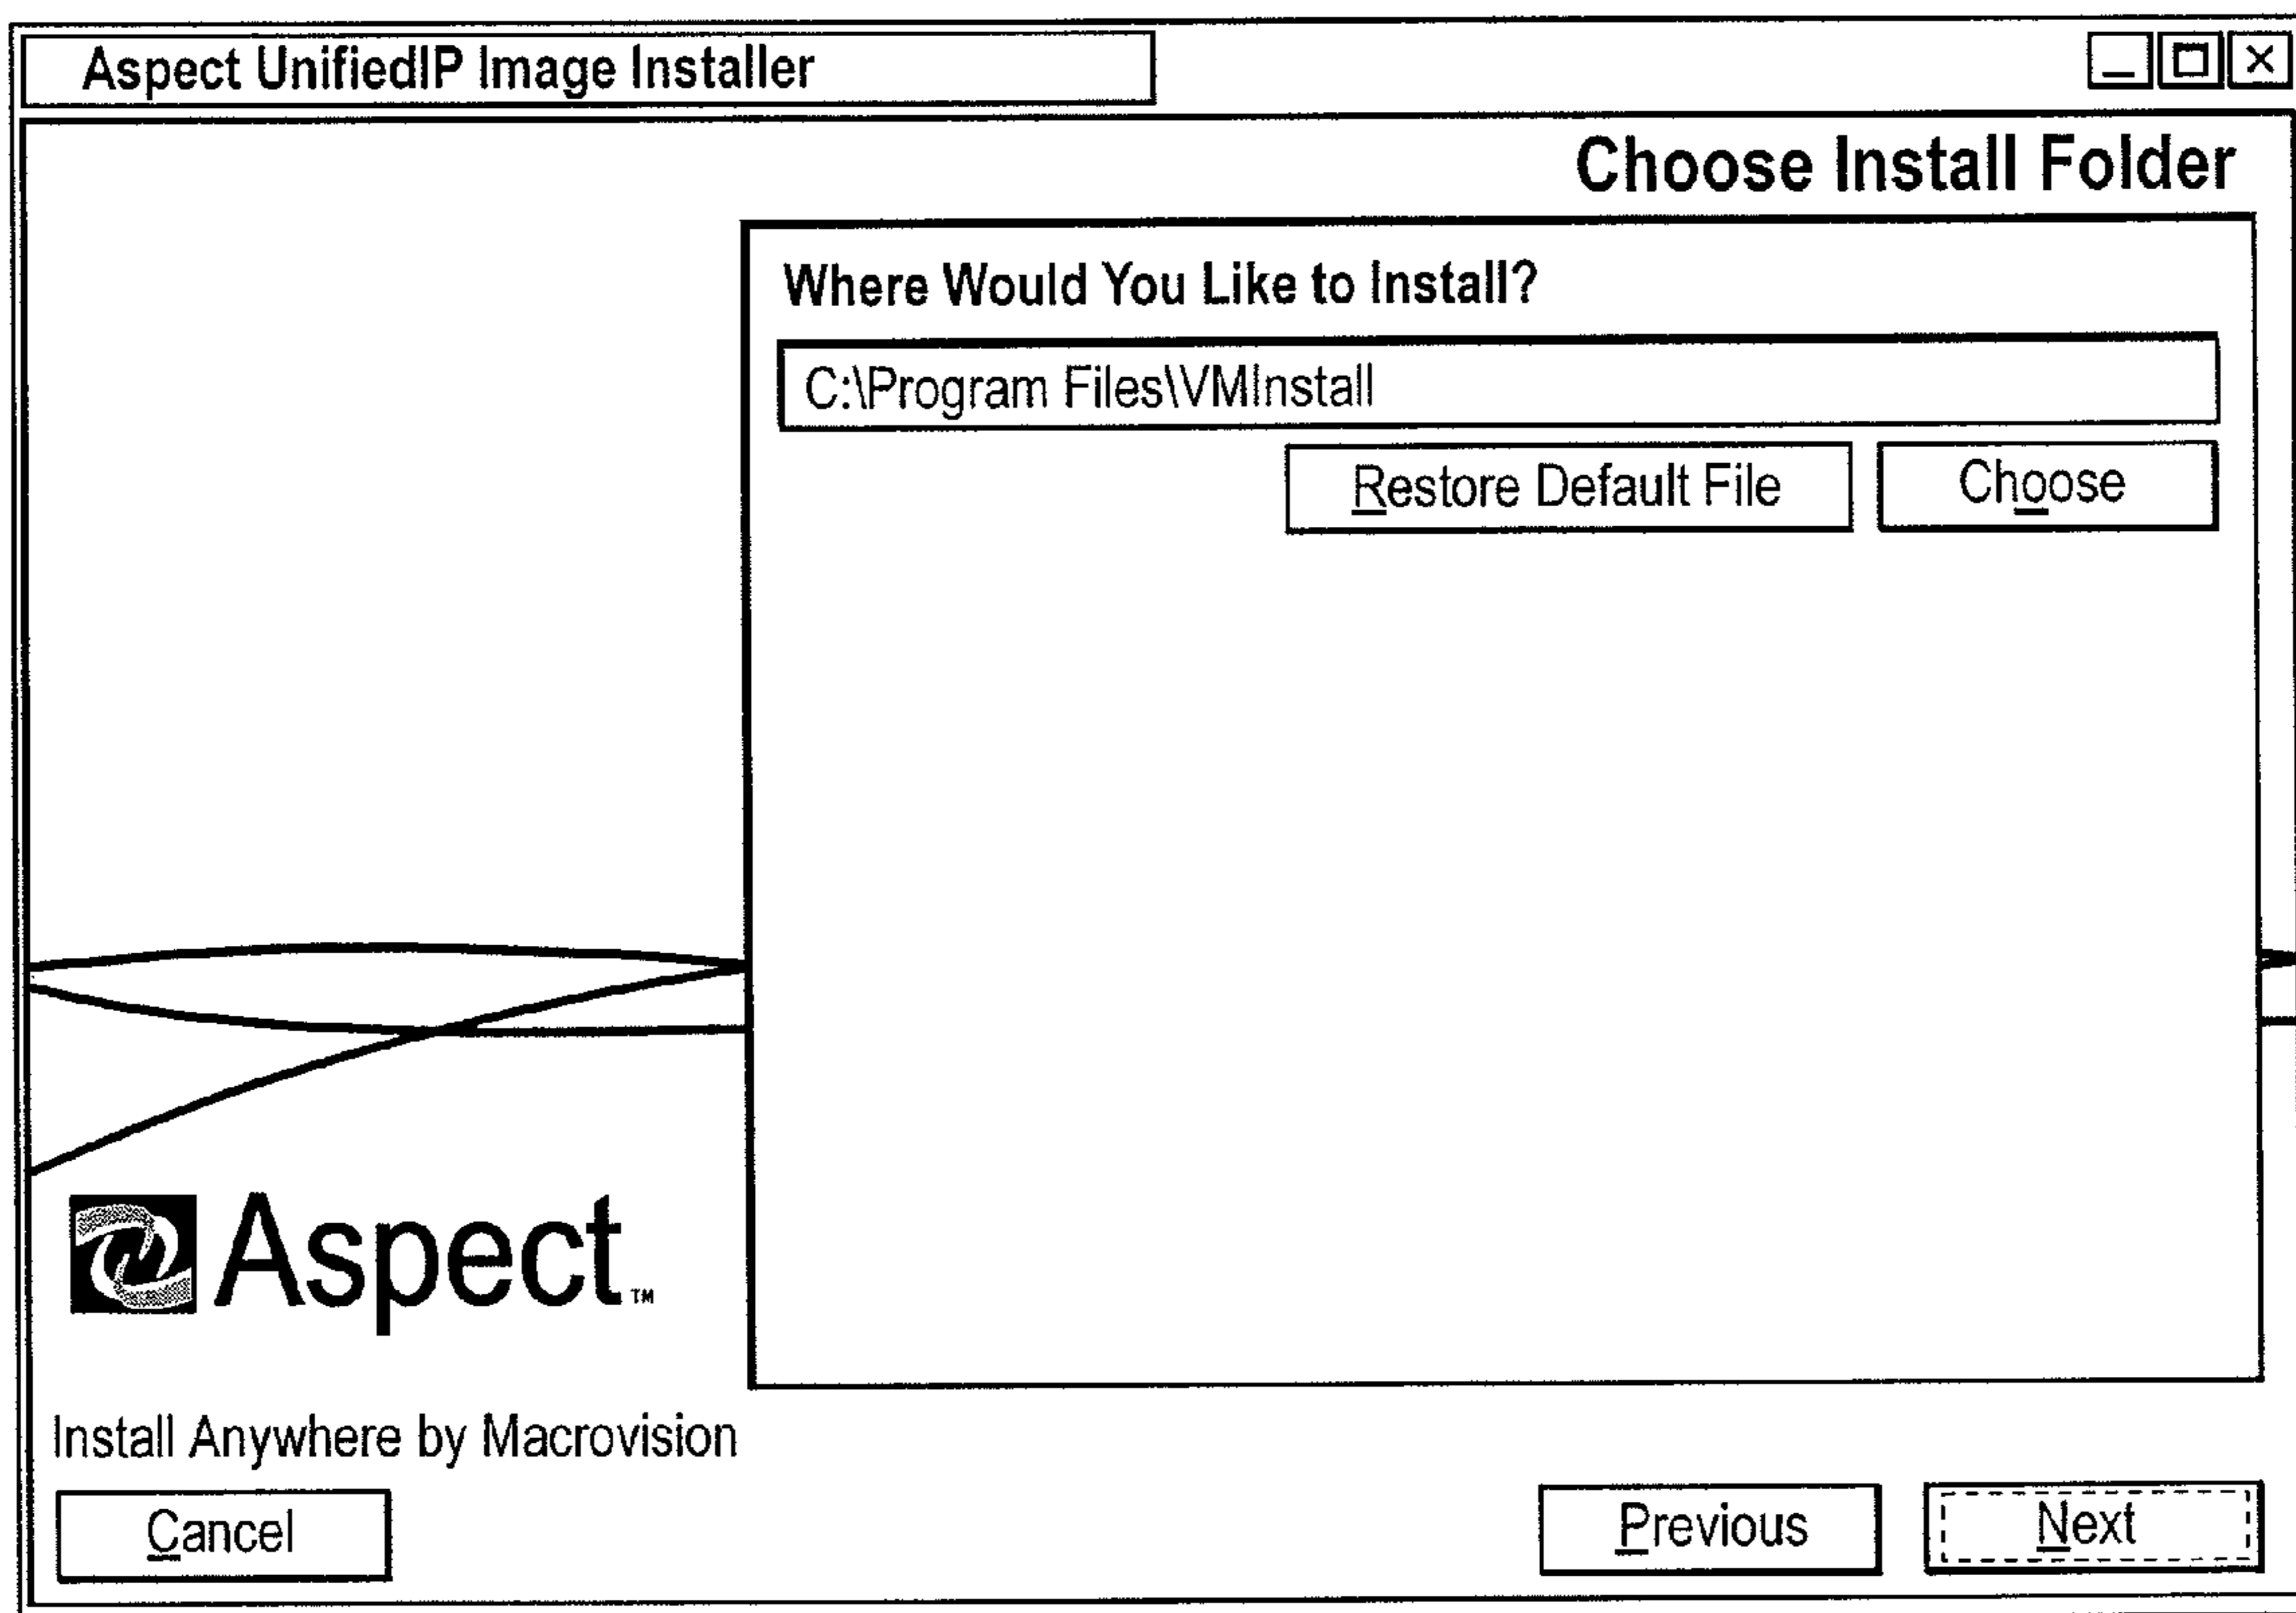 Aspect UnifiedIP Image Installer
Choose Install Folder
Where Would You Like to Install?
C:\Program Files\VMInstall
Restore Default File
Choose
Aspect™
Install Anywhere by Macrovision
Cancel
Previous
Next